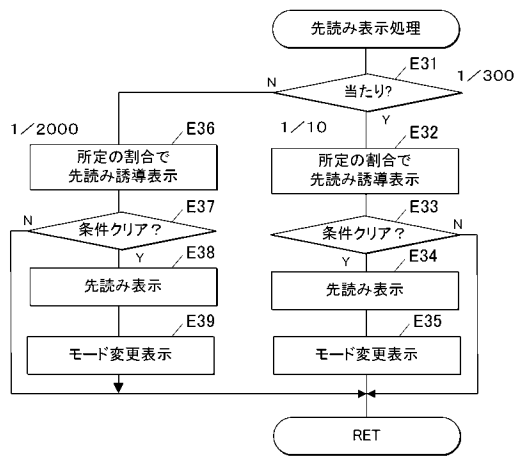 先読み表示処理
E31
N
当たり?
1/300
Y
1/2000
E36
1/10
E32
所定の割合で
先読み誘導表示
所定の割合で
先読み誘導表示
E37
E33
N
条件クリア?
条件クリア?
N
Y
E38
Y
E34
先読み表示
先読み表示
E39
E35
モード変更表示
モード変更表示
RET